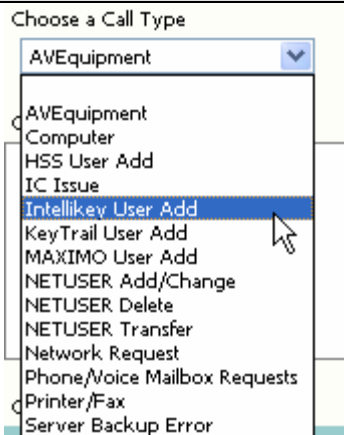 Choose a Call Type
AVEquipment
AVEquipment
Computer
HSS User Add
IC Issue
Intellikey User Add
KeyTrail User Add
MAXIMO User Add
NETUSER Add/Change
NETUSER Delete
NETUSER Transfer
Network Request
Phone/Voice Mailbox Requests
Printer/Fax
Server Backup Error